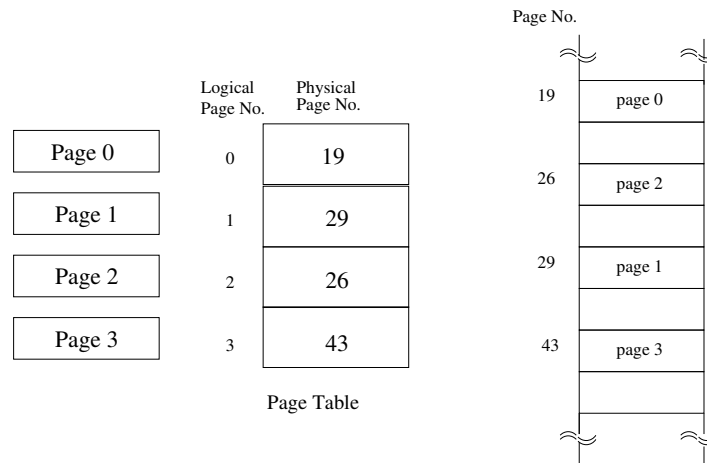 Page No.
Logical Page No.
Physical Page No.
Page 0
0
19
Page 1
1
29
Page 2
2
26
Page 3
3
43
Page Table
19
page 0
26
page 2
29
page 1
43
page 3